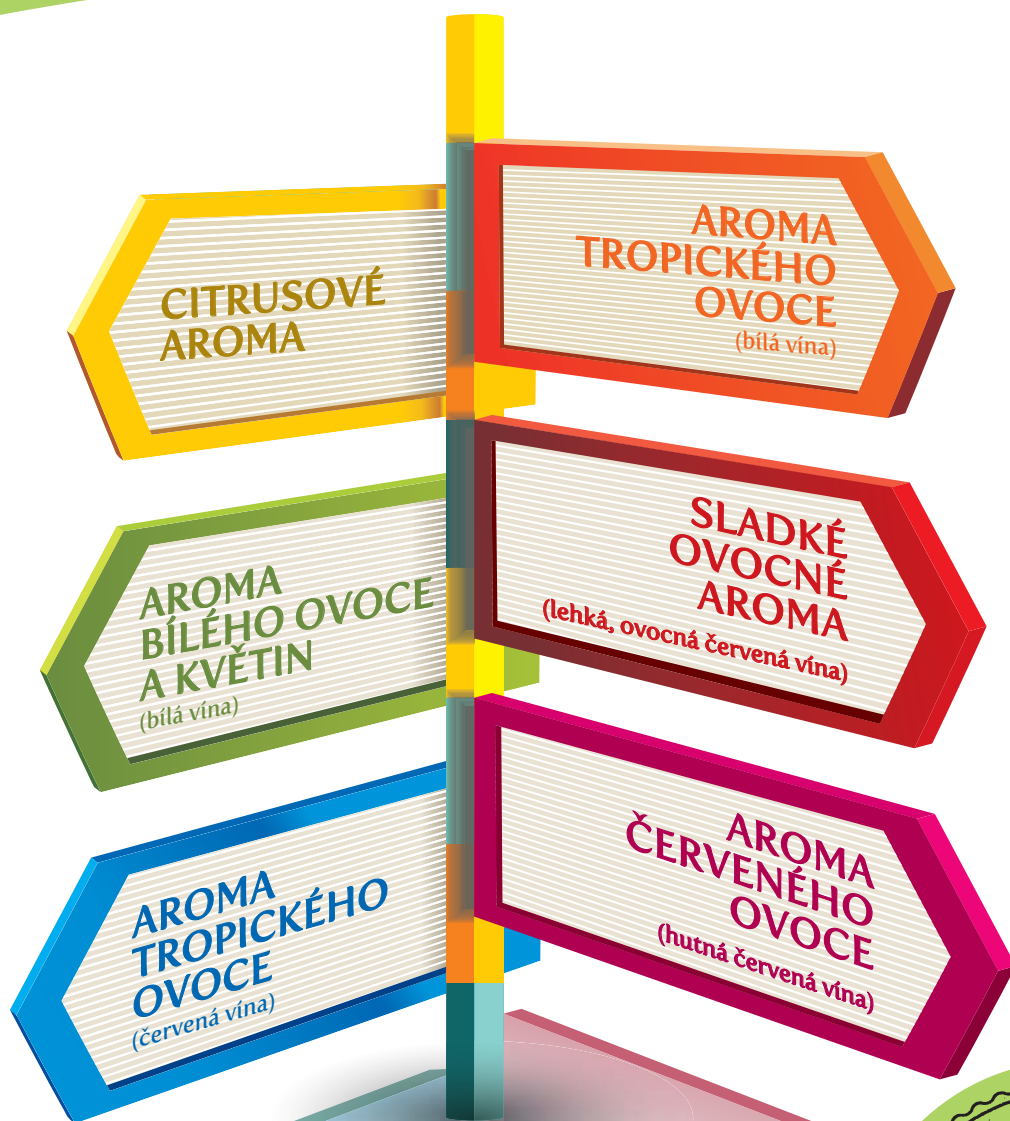 CITRUSOVÉ
AROMA
AROMA
TROPICKÉHO
OVOCE
(bílá vína)
AROMA
BÍLÉHO OVOCE
A KVĚTIN
(bílá vína)
SLADKÉ
OVOCNÉ
AROMA
(lehká, ovocná červená vína)
AROMA
TROPICKÉHO
OVOCE
(červená vína)
AROMA
ČERVENÉHO
OVOCE
(hutná červená vína)